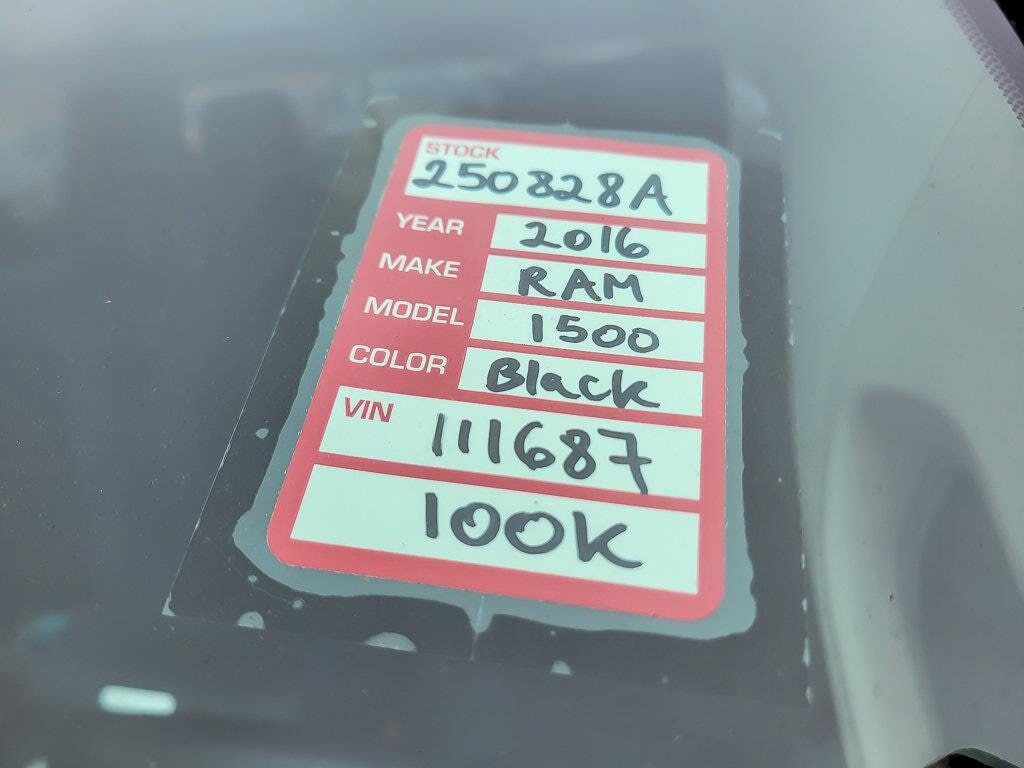 STOCK
250828A
YEAR 2016
MAKE RAM
MODEL 1500
COLOR Black
VIN 111687
100K